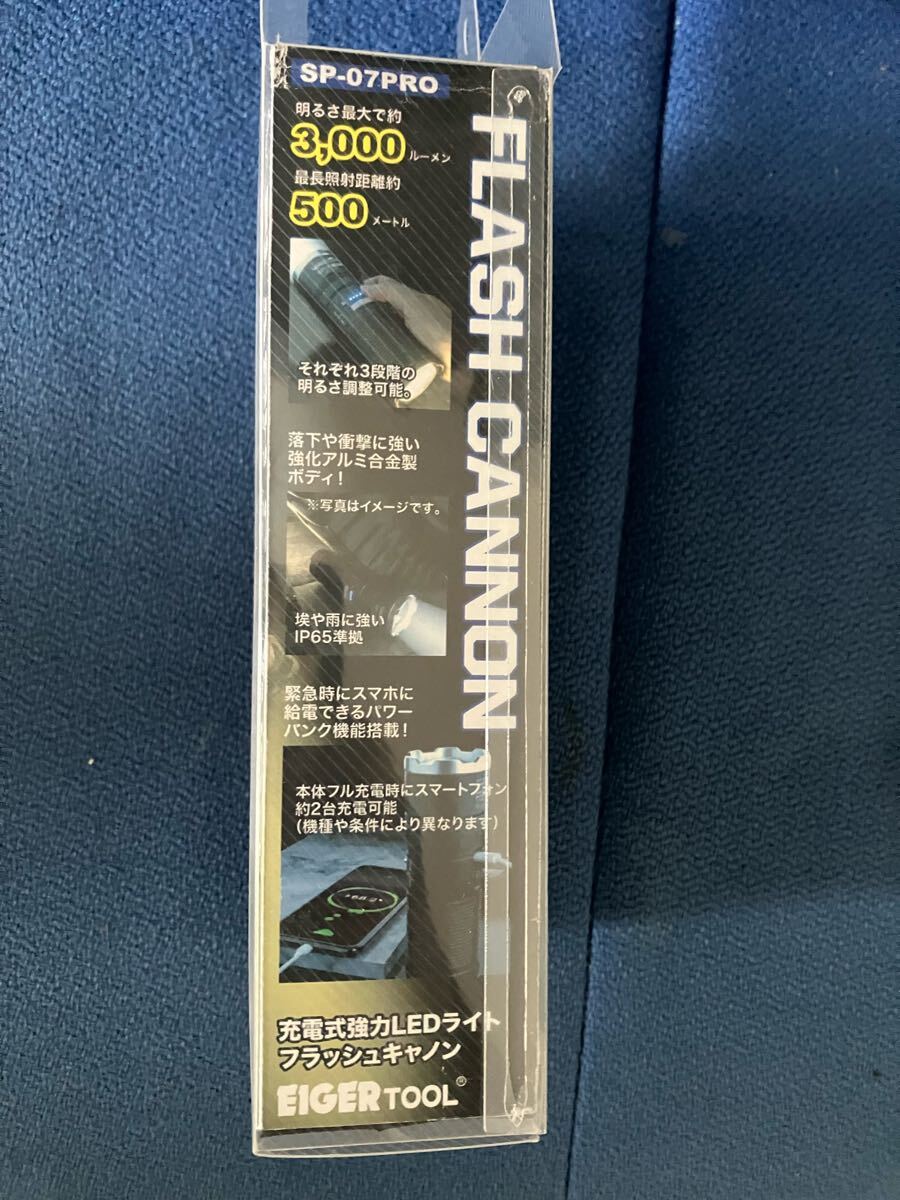 SP-07PRO
明るさ最大で約
3,000 ルーメン
最長照射距離約
500 メートル
FLASH CANNON
それぞれ3段階の
明るさ調整可能。
落下や衝撃に強い
強化アルミ合金製
ボディ!
※写真はイメージです。
埃や雨に強い
IP65準拠
緊急時にスマホに
給電できるパワー
バンク機能搭載!
本体フル充電時にスマートフォン
約2台充電可能
(機種や条件により異なります)
充電式強力LEDライト
フラッシュキャノン
EIGER TOOL®